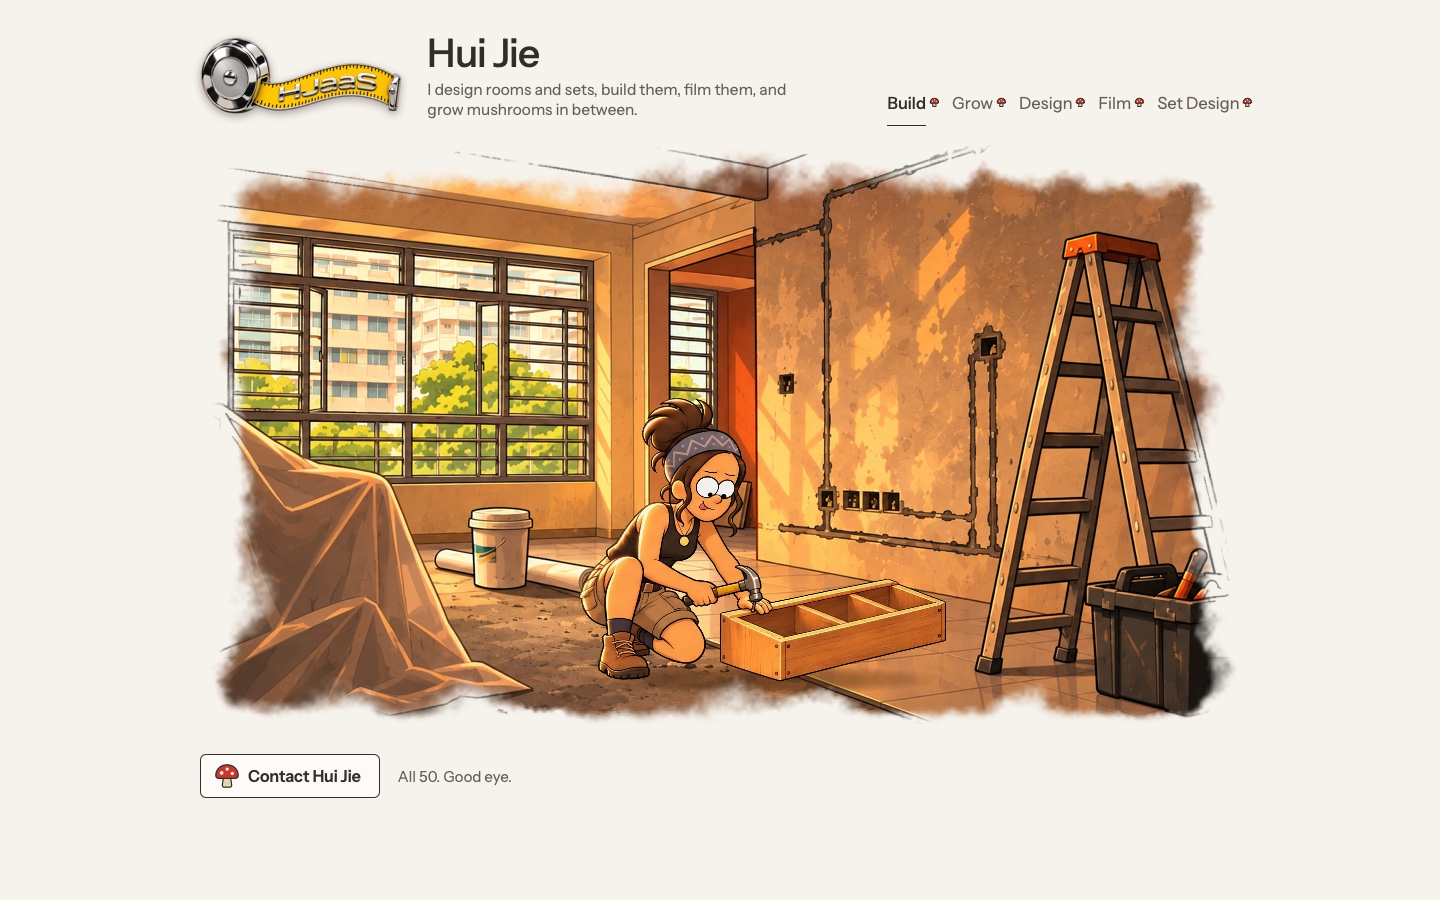 HJaaS
Hui Jie
I design rooms and sets, build them, film them, and
grow mushrooms in between.
Build Grow Design Film Set Design
Contact Hui Jie
All 50. Good eye.